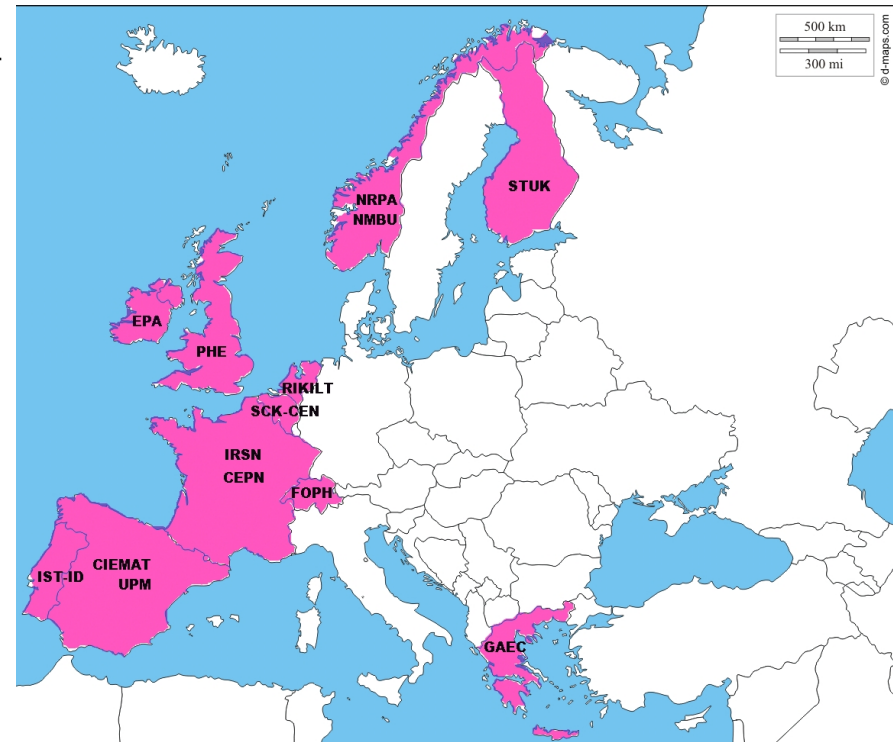 500 km
300 mi
© d-maps.com
STUK
NRPA
NMBU
EPA
PHE
RIKILT
SCK-CEN
IRSN
CEPN
FOPH
CIEMAT
IST-ID
UPM
GAEC